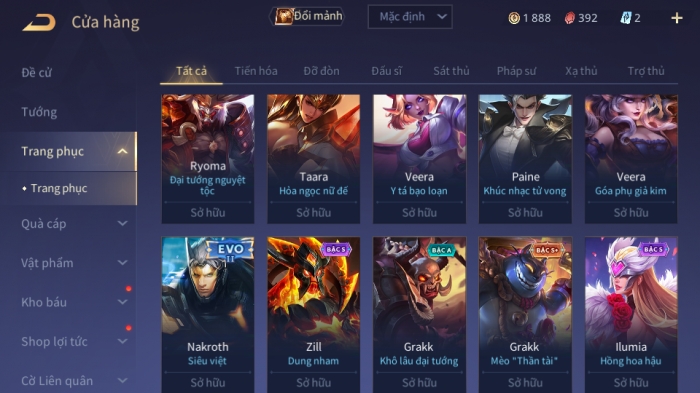 Cửa hàng
Đổi mảnh
Mặc định
1 888
392
2
Đề cử
Tướng
Trang phục
Trang phục
Quà cáp
Vật phẩm
Kho báu
Shop lợi tức
Cờ Liên quân
Tất cả
Tiến hóa
Đỡ đòn
Đấu sĩ
Sát thủ
Pháp sư
Xạ thủ
Trợ thủ
Ryoma
Đại tướng nguyệt
tộc
Sở hữu
Taara
Hỏa ngọc nữ đế
Sở hữu
Veera
Y tá bạo loạn
Sở hữu
Paine
Khúc nhạc tử vong
Sở hữu
Veera
Góa phụ giả kim
Sở hữu
EVO
II
Nakroth
Siêu việt
Sở hữu
BẬC S
Zill
Dung nham
Sở hữu
BẬC A
Grakk
Khô lâu đại tướng
Sở hữu
BẬC S+
Grakk
Mèo "Thần tài"
Sở hữu
BẬC S
Ilumia
Hồng hoa hậu
Sở hữu